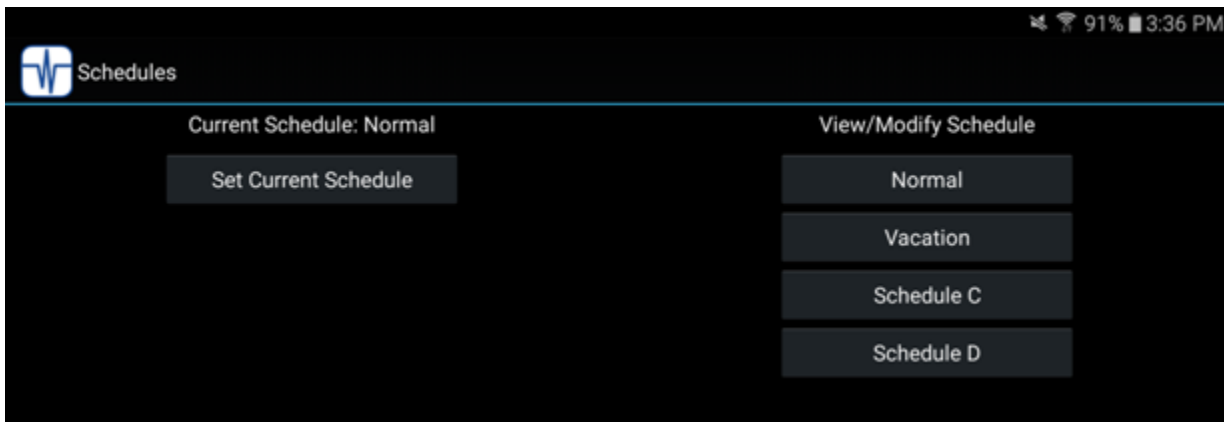 91% 3:36 PM
Schedules
Current Schedule: Normal
Set Current Schedule
View/Modify Schedule
Normal
Vacation
Schedule C
Schedule D